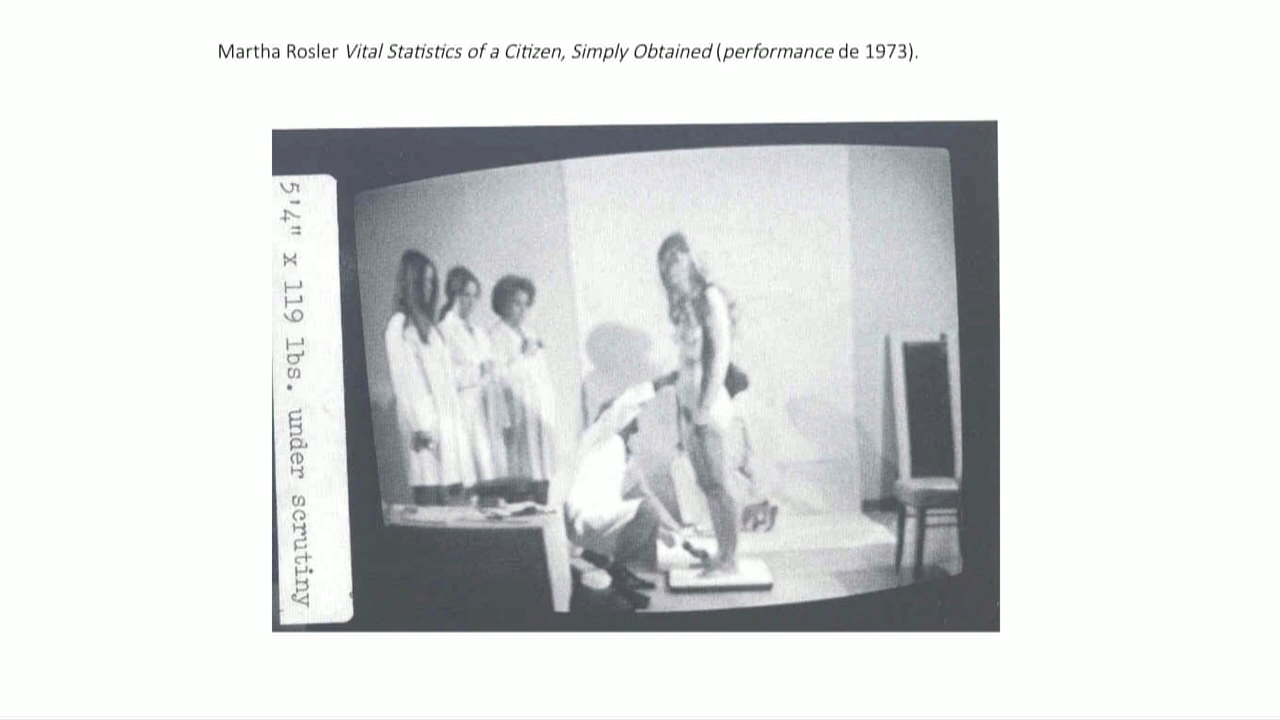 Martha Rosler Vital Statistics of a Citizen, Simply Obtained (performance de 1973).
5'4" x 119 lbs. under scrutiny